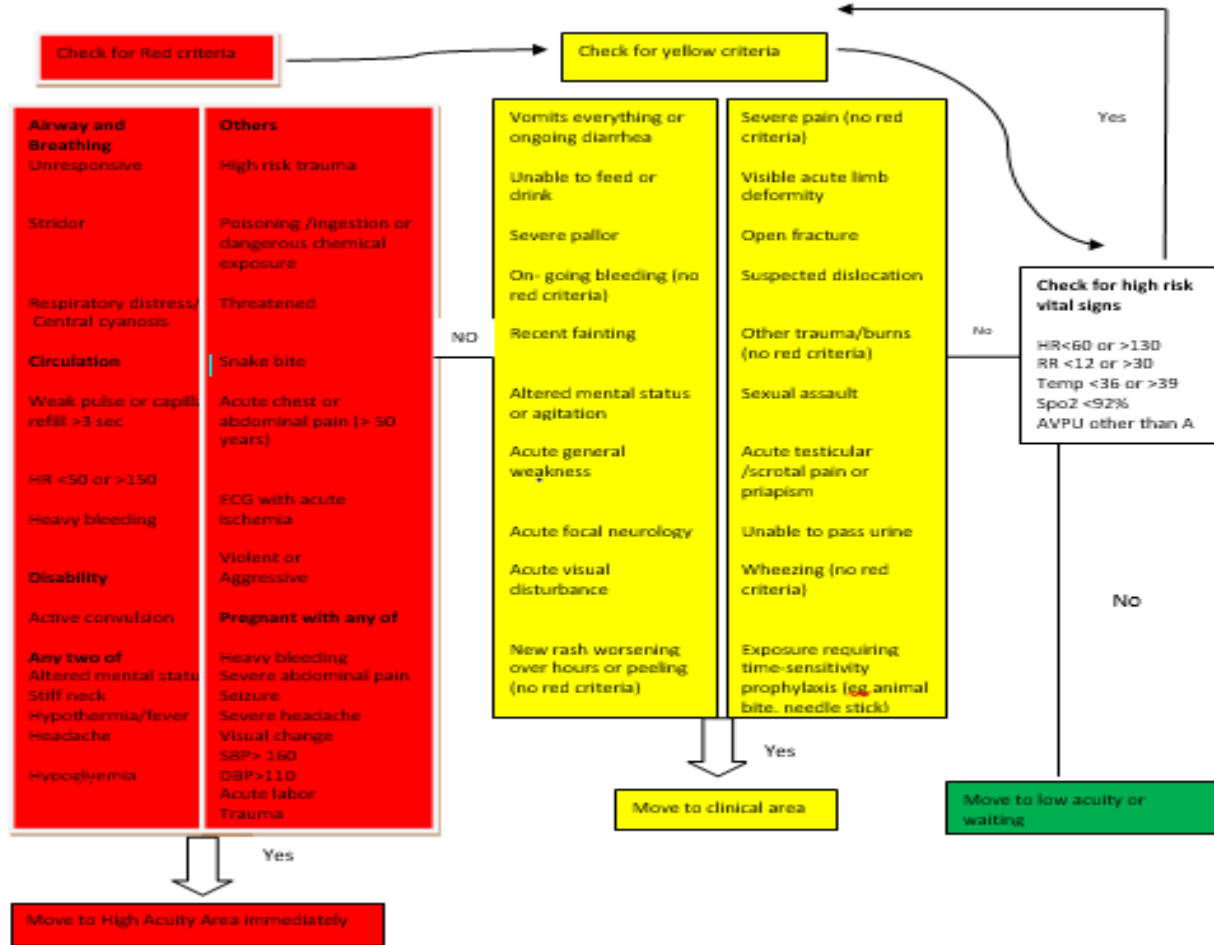 Check for Red criteria
Check for yellow criteria
Airway and
Breathing
Unresponsive
Stridor
Respiratory distress/
Central cyanosis
Circulation
Weak pulse or capilla
refill >3 sec
HR <50 or >150
Heavy bleeding
Disability
Active convulsion
Any two of
Altered mental statu
Stiff neck
Hypothermia/fever
Headache
Hypoglyemia
Others
High risk trauma
Poisoning /ingestion or
dangerous chemical
exposure
Threatened
Snake bite
Acute chest or
abdominal pain (> 50
years)
ECG with acute
ischemia
Violent or
Aggressive
Pregnant with any of
Heavy bleeding
Severe abdominal pain
Seizure
Severe headache
Visual change
SBP> 160
DBP>110
Acute labor
Trauma
Yes
Move to High Acuity Area immediately
NO
Vomits everything or
ongoing diarrhea
Unable to feed or
drink
Severe pallor
On- going bleeding (no
red criteria)
Recent fainting
Altered mental status
or agitation
Acute general
weakness
Acute focal neurology
Acute visual
disturbance
New rash worsening
over hours or peeling
(no red criteria)
Severe pain (no red
criteria)
Visible acute limb
deformity
Open fracture
Suspected dislocation
Other trauma/burns
(no red criteria)
Sexual assault
Acute testicular
/scrotal pain or
priapism
Unable to pass urine
Wheezing (no red
criteria)
Exposure requiring
time-sensitivity
prophylaxis (eg animal
bite. needle stick)
Yes
Move to clinical area
No
Yes
Check for high risk
vital signs
HR<60 or >130
RR <12 or >30
Temp <36 or >39
Spo2 <92%
AVPU other than A
No
Move to low acuity or
waiting